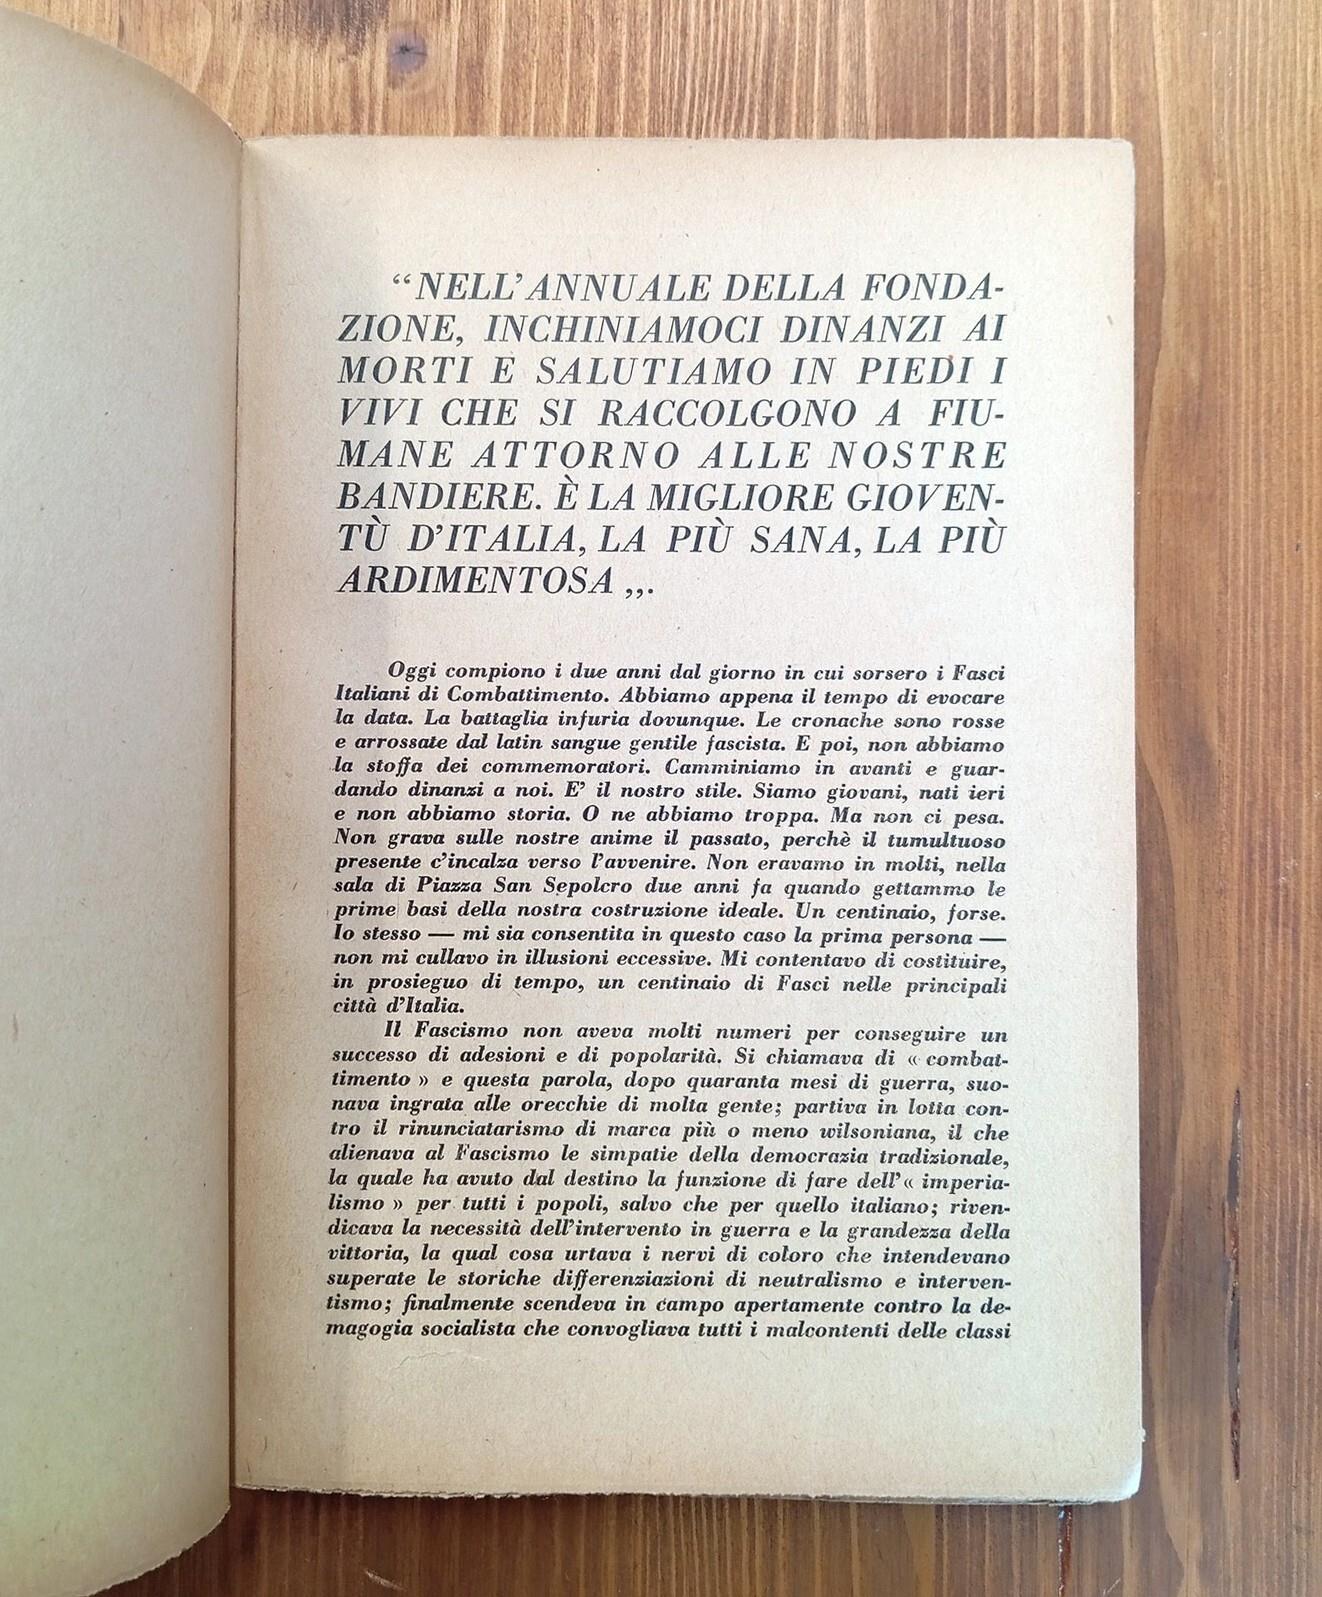 “NELL’ANNUALE DELLA FONDA-
ZIONE, INCHINIAMOCI DINANZI AI
MORTI E SALUTIAMO IN PIEDI I
VIVI CHE SI RACCOLGONO A FIU-
MANE ATTORNO ALLE NOSTRE
BANDIERE. È LA MIGLIORE GIOVEN-
TÙ D’ITALIA, LA PIÙ SANA, LA PIÙ
ARDIMENTOSA „.
Oggi compiono i due anni dal giorno in cui sorsero i Fasci
Italiani di Combattimento. Abbiamo appena il tempo di evocare
la data. La battaglia infuria dovunque. Le cronache sono rosse
e arrossate dal latin sangue gentile fascista. E poi, non abbiamo
la stoffa dei commemoratori. Camminiamo in avanti e guar-
dando dinanzi a noi. E’ il nostro stile. Siamo giovani, nati ieri
e non abbiamo storia. O ne abbiamo troppa. Ma non ci pesa.
Non grava sulle nostre anime il passato, perchè il tumultuoso
presente c’incalza verso l’avvenire. Non eravamo in molti, nella
sala di Piazza San Sepolcro due anni fa quando gettammo le
prime basi della nostra costruzione ideale. Un centinaio, forse.
Io stesso — mi sia consentita in questo caso la prima persona —
non mi cullavo in illusioni eccessive. Mi contentavo di costituire,
in prosieguo di tempo, un centinaio di Fasci nelle principali
città d’Italia.
Il Fascismo non aveva molti numeri per conseguire un
successo di adesioni e di popolarità. Si chiamava di « combat-
timento » e questa parola, dopo quaranta mesi di guerra, suo-
nava ingrata alle orecchie di molta gente; partiva in lotta con-
tro il rinunciatarismo di marca più o meno wilsoniana, il che
alienava al Fascismo le simpatie della democrazia tradizionale,
la quale ha avuto dal destino la funzione di fare dell’« imperia-
lismo » per tutti i popoli, salvo che per quello italiano; riven-
dicava la necessità dell’intervento in guerra e la grandezza della
vittoria, la qual cosa urtava i nervi di coloro che intendevano
superate le storiche differenziazioni di neutralismo e interven-
tismo; finalmente scendeva in campo apertamente contro la de-
magogia socialista che convogliava tutti i malcontenti delle classi